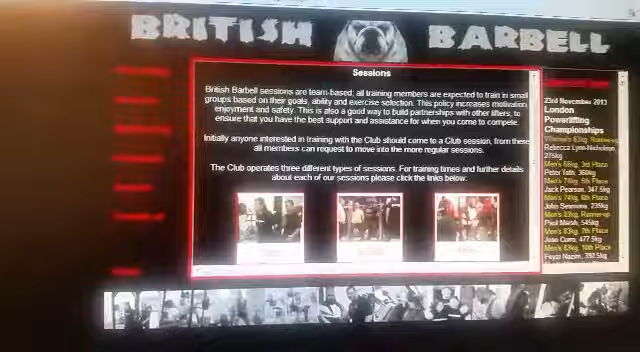 BRITISH BARBELL
Sessions
British Barbell sessions are team-based; all training members are expected to train in small
groups based on their goals, ability and exercise selection. This policy increases motivation,
enjoyment and safety. This is also a good way to build partnerships with other lifters, to
ensure that you have the best support and assistance for when you come to compete.
Initially anyone interested in training with the Club should come to a Club session, from there
all members can request to move into the more regular sessions.
The Club operates three different types of sessions. For training times and further details
about each of our sessions please click the links below:
23rd November 2013
London
Powerlifting
Championships
Rebecca Lynn-Nicholson,
275kg
Men's 66kg, 3rd Place
Peter Toth, 360kg
Men's 74kg, 5th Place
Jack Pearson, 347.5kg
Men's 74kg, 6th Place
John Seamons, 235kg
Men's 83kg, Runner-up
Paul Marsh, 545kg
Men's 83kg, 7th Place
Juan Curro, 477.5kg
Men's 83kg, 10th Place
Feyzi Nazim, 392.5kg